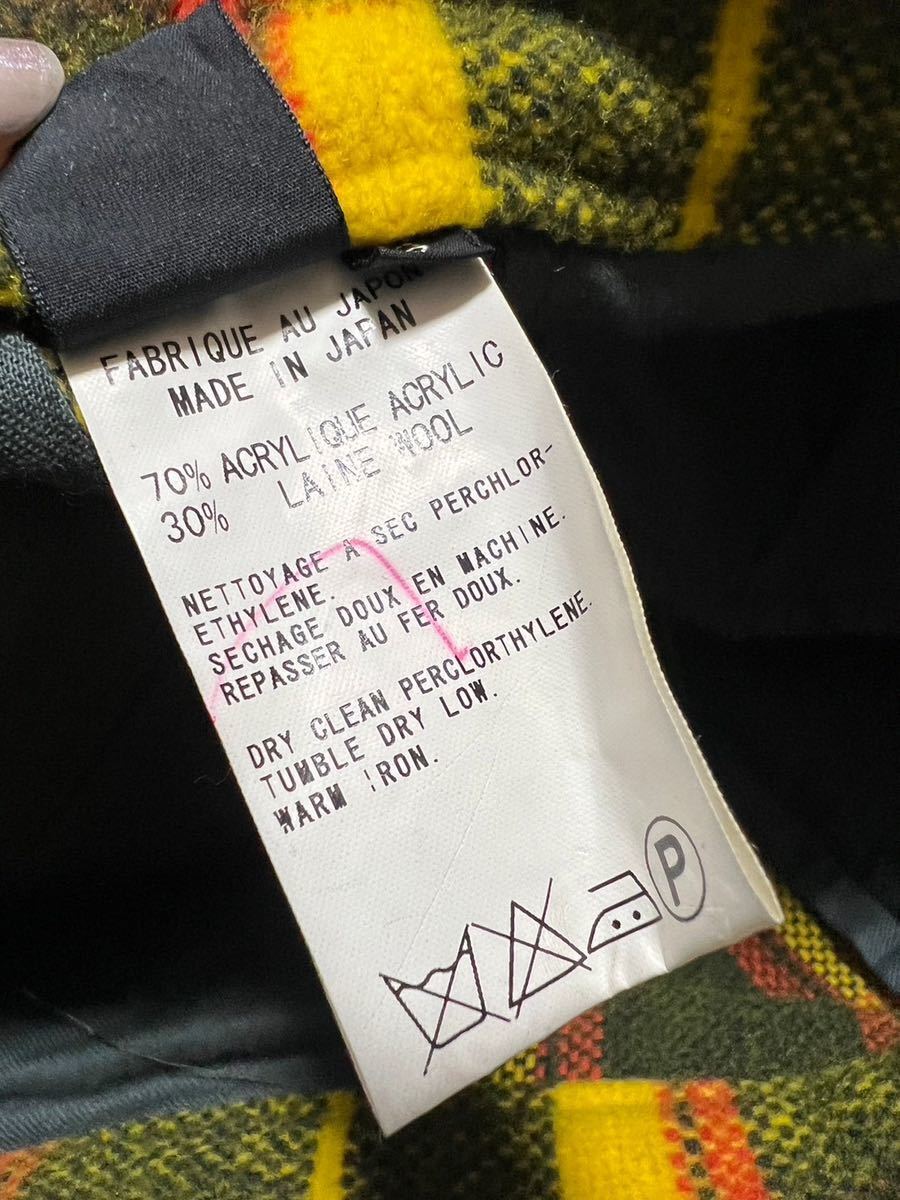 FABRIQUE AU JAPON
MADE IN JAPAN
70% ACRYLIQUE ACRYLIC
30% LAINE WOOL
NETTOYAGE A SEC PERCHLOR-
ETHYLENE.
SECHAGE DOUX EN MACHINE.
REPASSER AU FER DOUX.
DRY CLEAN PERCLORTHYLENE.
TUMBLE DRY LOW.
WARM IRON.
P